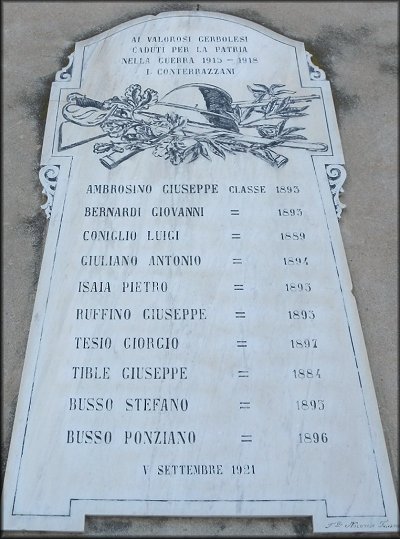 AI VALOROSI GERBOLESI
CADUTI PER LA PATRIA
NELLA GUERRA 1915 - 1918
I CONTERRAZZANI
AMBROSINO GIUSEPPE CLASSE 1893
BERNARDI GIOVANNI = 1893
CONIGLIO LUIGI = 1889
GIULIANO ANTONIO = 1894
ISAIA PIETRO = 1893
RUFFINO GIUSEPPE = 1893
TESIO GIORGIO = 1897
TIBLE GIUSEPPE = 1884
BUSSO STEFANO = 1893
BUSSO PONZIANO = 1896
V SETTEMBRE 1921